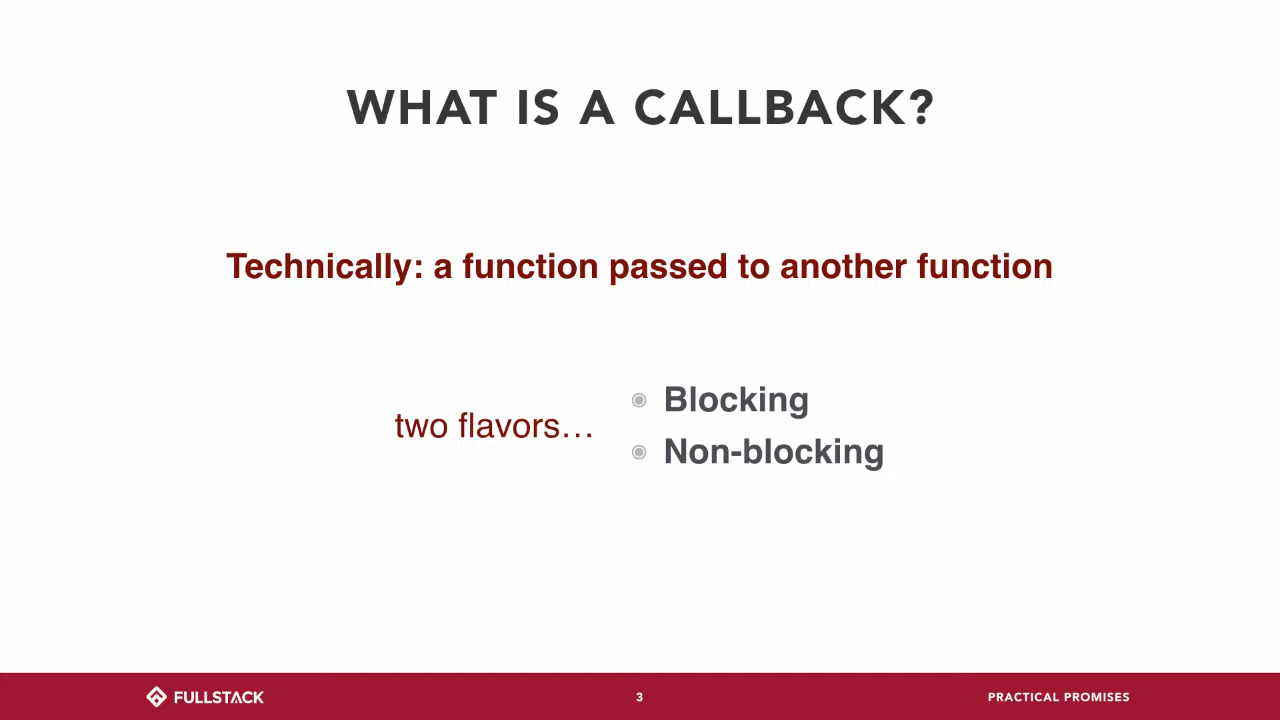 WHAT IS A CALLBACK?
Technically: a function passed to another function
two flavors…
Blocking
Non-blocking
FULLSTACK
3
PRACTICAL PROMISES